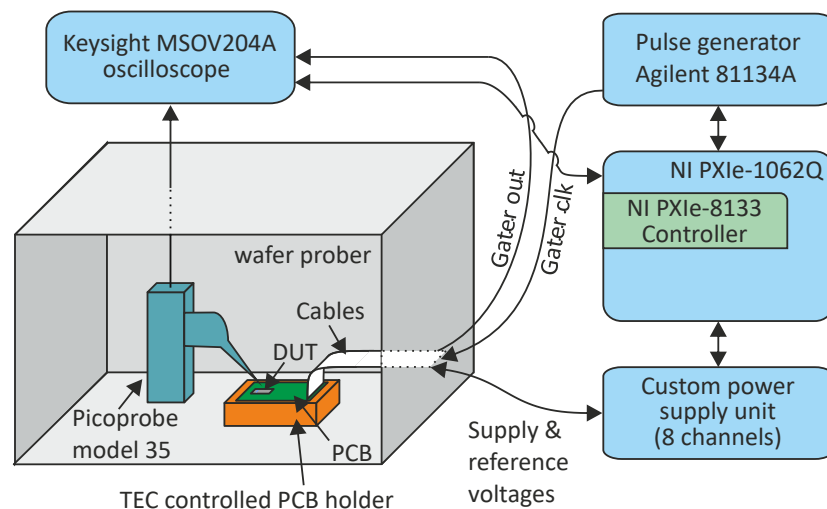 Keysight MSOV204A
oscilloscope
Pulse generator
Agilent 81134A
NI PXIe-1062Q
NI PXIe-8133
Controller
Gater out
Gater clk
wafer prober
Cables
DUT
Picoprobe
model 35
PCB
TEC controlled PCB holder
Supply &
reference
voltages
Custom power
supply unit
(8 channels)